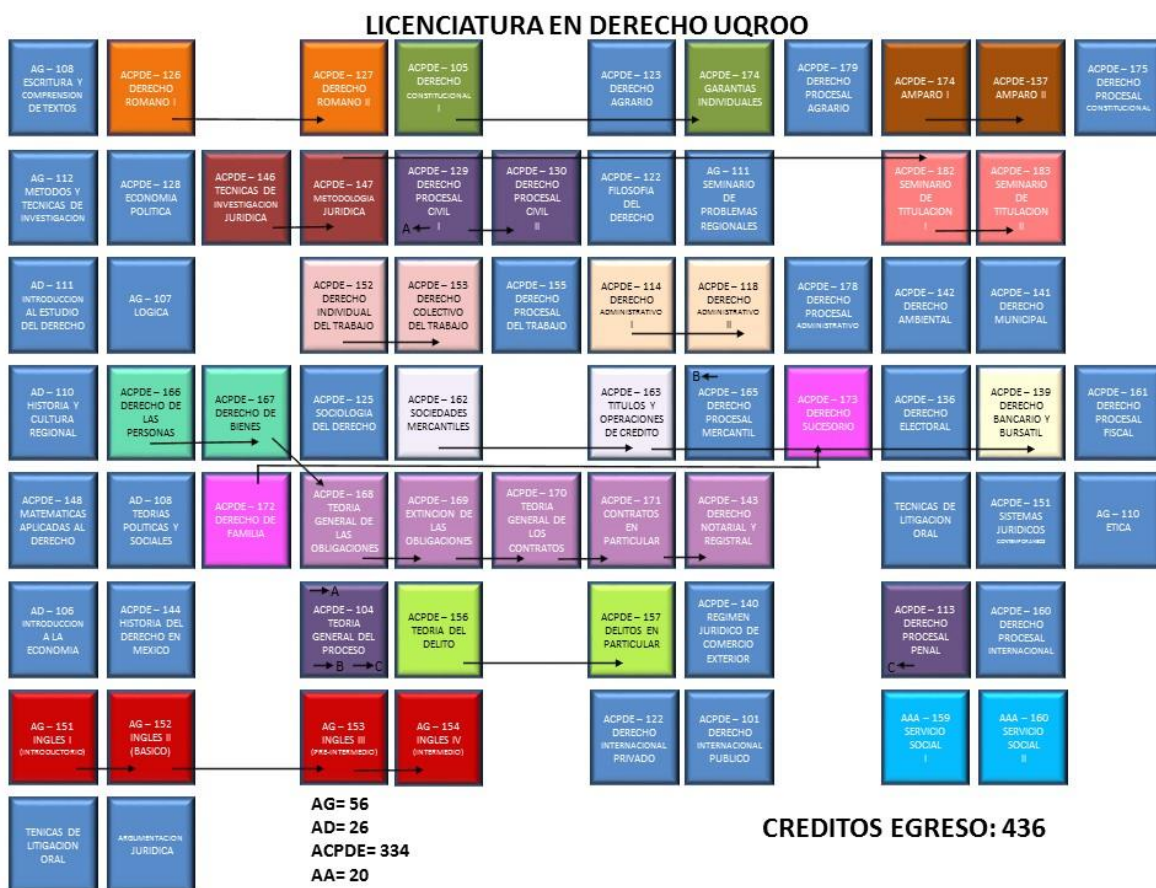 LICENCIATURA EN DERECHO UQROO
AG – 108
ESCRITURA Y
COMPRENSION
DE TEXTOS
ACPDE – 126
DERECHO
ROMANO I
ACPDE – 127
DERECHO
ROMANO II
ACPDE – 105
DERECHO
CONSTITUCIONAL
I
ACPDE – 123
DERECHO
AGRARIO
ACPDE – 174
GARANTIAS
INDIVIDUALES
ACPDE – 179
DERECHO
PROCESAL
AGRARIO
ACPDE – 174
AMPARO I
ACPDE -137
AMPARO II
ACPDE – 175
DERECHO
PROCESAL
CONSTITUCIONAL
AG – 112
METODOS Y
TECNICAS DE
INVESTIGACION
ACPDE – 128
ECONOMIA
POLITICA
ACPDE – 146
TECNICAS DE
INVESTIGACION
JURIDICA
ACPDE – 147
METODOLOGIA
JURIDICA
ACPDE – 129
DERECHO
PROCESAL
CIVIL
A I
ACPDE – 130
DERECHO
PROCESAL
CIVIL
II
ACPDE – 122
FILOSOFIA
DEL
DERECHO
AG – 111
SEMINARIO
DE
PROBLEMAS
REGIONALES
ACPDE – 182
SEMINARIO
DE
TITULACION
I
ACPDE – 183
SEMINARIO
DE
TITULACION
II
AD – 111
INTRODUCCION
AL ESTUDIO
DEL DERECHO
AG – 107
LOGICA
ACPDE – 152
DERECHO
INDIVIDUAL
DEL TRABAJO
ACPDE – 153
DERECHO
COLECTIVO
DEL TRABAJO
ACPDE – 155
DERECHO
PROCESAL
DEL TRABAJO
ACPDE – 114
DERECHO
ADMINISTRATIVO
I
ACPDE – 118
DERECHO
ADMINISTRATIVO
II
ACPDE – 178
DERECHO
PROCESAL
ADMINISTRATIVO
ACPDE – 142
DERECHO
AMBIENTAL
ACPDE – 141
DERECHO
MUNICIPAL
AD – 110
HISTORIA Y
CULTURA
REGIONAL
ACPDE – 166
DERECHO DE
LAS
PERSONAS
ACPDE – 167
DERECHO DE
BIENES
ACPDE – 125
SOCIOLOGIA
DEL DERECHO
ACPDE – 162
SOCIEDADES
MERCANTILES
ACPDE – 163
TITULOS Y
OPERACIONES
DE CREDITO
B
ACPDE – 165
DERECHO
PROCESAL
MERCANTIL
ACPDE – 173
DERECHO
SUCESORIO
ACPDE – 136
DERECHO
ELECTORAL
ACPDE – 139
DERECHO
BANCARIO Y
BURSATIL
ACPDE – 161
DERECHO
PROCESAL
FISCAL
ACPDE – 148
MATEMATICAS
APLICADAS AL
DERECHO
AD – 108
TEORIAS
POLITICAS Y
SOCIALES
ACPDE – 172
DERECHO DE
FAMILIA
ACPDE – 168
TEORIA
GENERAL DE
LAS
OBLIGACIONES
ACPDE – 169
EXTINCION DE
LAS
OBLIGACIONES
ACPDE – 170
TEORIA
GENERAL DE
LOS
CONTRATOS
ACPDE – 171
CONTRATOS
EN
PARTICULAR
ACPDE – 143
DERECHO
NOTARIAL Y
REGISTRAL
TECNICAS DE
LITIGACION
ORAL
ACPDE – 151
SISTEMAS
JURIDICOS
CONTEMPORANEOS
AG – 110
ETICA
AD – 106
INTRODUCCION
A LA
ECONOMIA
ACPDE – 144
HISTORIA DEL
DERECHO EN
MEXICO
A
ACPDE – 104
TEORIA
GENERAL DEL
PROCESO
B C
ACPDE – 156
TEORIA DEL
DELITO
ACPDE – 157
DELITOS EN
PARTICULAR
ACPDE – 140
REGIMEN
JURIDICO DE
COMERCIO
EXTERIOR
ACPDE – 113
DERECHO
PROCESAL
PENAL
C
ACPDE – 160
DERECHO
PROCESAL
INTERNACIONAL
AG – 151
INGLES I
(INTRODUCTORIO)
AG – 152
INGLES II
(BASICO)
AG – 153
INGLES III
(PRE-INTERMEDIO)
AG – 154
INGLES IV
(INTERMEDIO)
ACPDE – 122
DERECHO
INTERNACIONAL
PRIVADO
ACPDE – 101
DERECHO
INTERNACIONAL
PUBLICO
AAA – 159
SERVICIO
SOCIAL
I
AAA – 160
SERVICIO
SOCIAL
II
TENICAS DE
LITIGACION
ORAL
ARGUMENTACION
JURIDICA
AG= 56
AD= 26
ACPDE= 334
AA= 20
CREDITOS EGRESO: 436